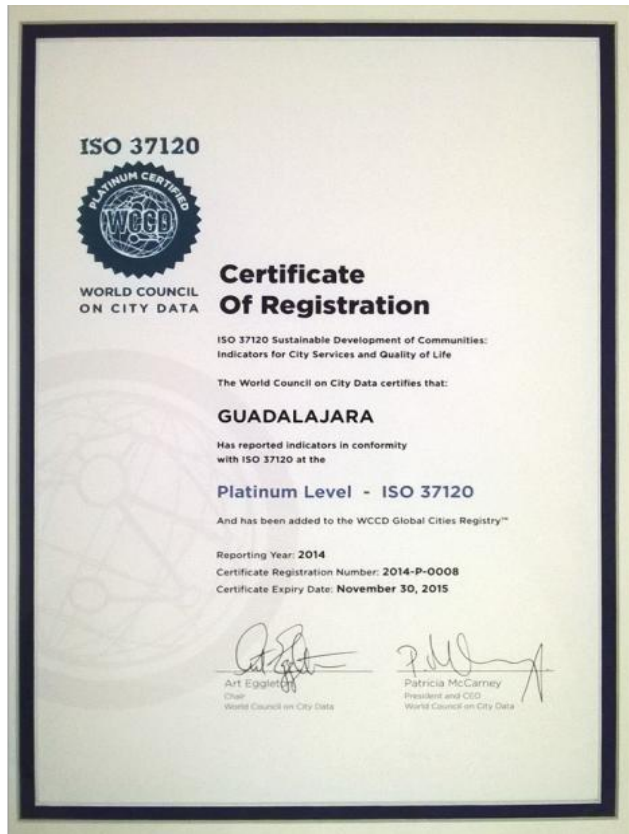 ISO 37120
PLATINUM CERTIFIED
WCCD
WORLD COUNCIL
ON CITY DATA
Certificate
Of Registration
ISO 37120 Sustainable Development of Communities:
Indicators for City Services and Quality of Life
The World Council on City Data certifies that:
GUADALAJARA
Has reported indicators in conformity
with ISO 37120 at the
Platinum Level - ISO 37120
And has been added to the WCCD Global Cities Registry™
Reporting Year: 2014
Certificate Registration Number: 2014-P-0008
Certificate Expiry Date: November 30, 2015
Art Eggleton
Chair
World Council on City Data
Patricia McCarney
President and CEO
World Council on City Data